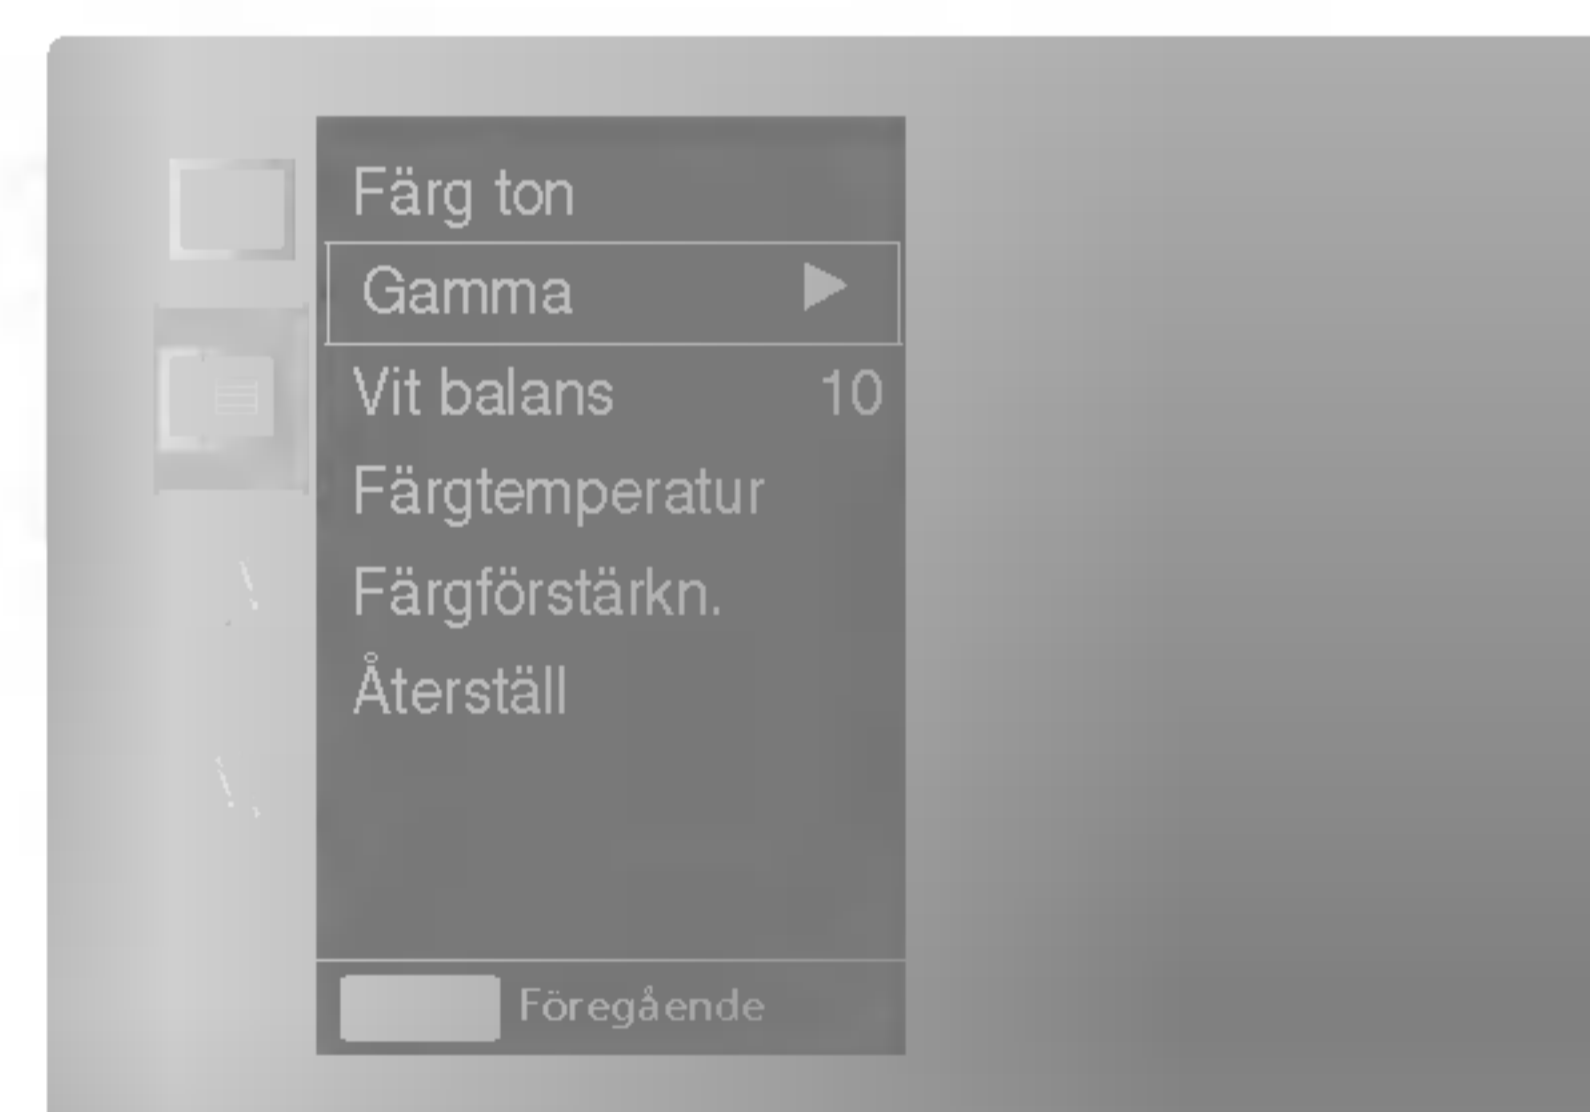 Färg ton
Gamma
Vit balans 10
Färgtemperatur
Färgförstärkn.
Återställ
Föregående